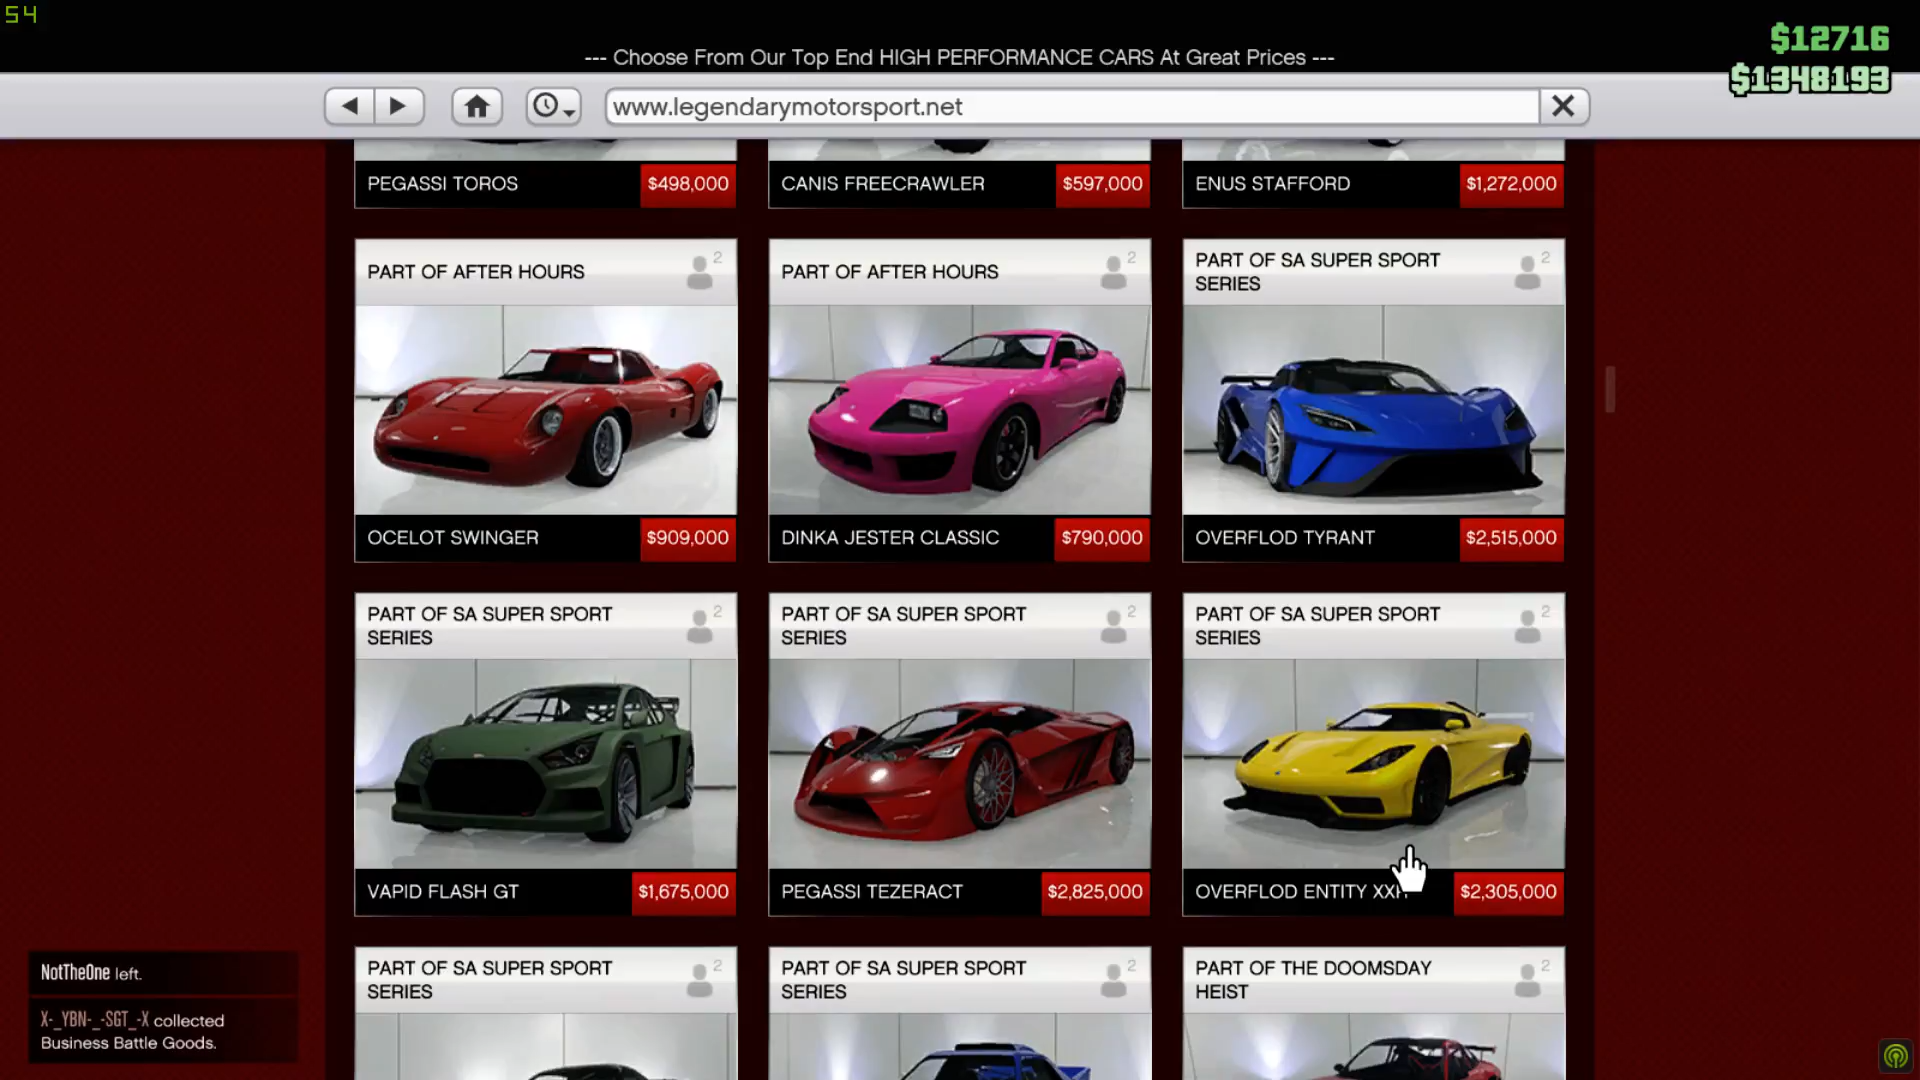 54
$12716
--- Choose From Our Top End HIGH PERFORMANCE CARS At Great Prices ---
$1348193
www.legendarymotorsport.net
PEGASSI TOROS
$498,000
CANIS FREECRAWLER
$597,000
ENUS STAFFORD
$1,272,000
PART OF AFTER HOURS
2
PART OF AFTER HOURS
2
PART OF SA SUPER SPORT
SERIES
2
OCELOT SWINGER
$909,000
DINKA JESTER CLASSIC
$790,000
OVERFLOD TYRANT
$2,515,000
PART OF SA SUPER SPORT
SERIES
2
PART OF SA SUPER SPORT
SERIES
2
PART OF SA SUPER SPORT
SERIES
2
VAPID FLASH GT
$1,675,000
PEGASSI TEZERACT
$2,825,000
OVERFLOD ENTITY
$2,305,000
PART OF SA SUPER SPORT
SERIES
2
PART OF SA SUPER SPORT
SERIES
2
PART OF THE DOOMSDAY
HEIST
2
NotTheOne left.
X-_YBN-_-SGT_-X collected
Business Battle Goods.